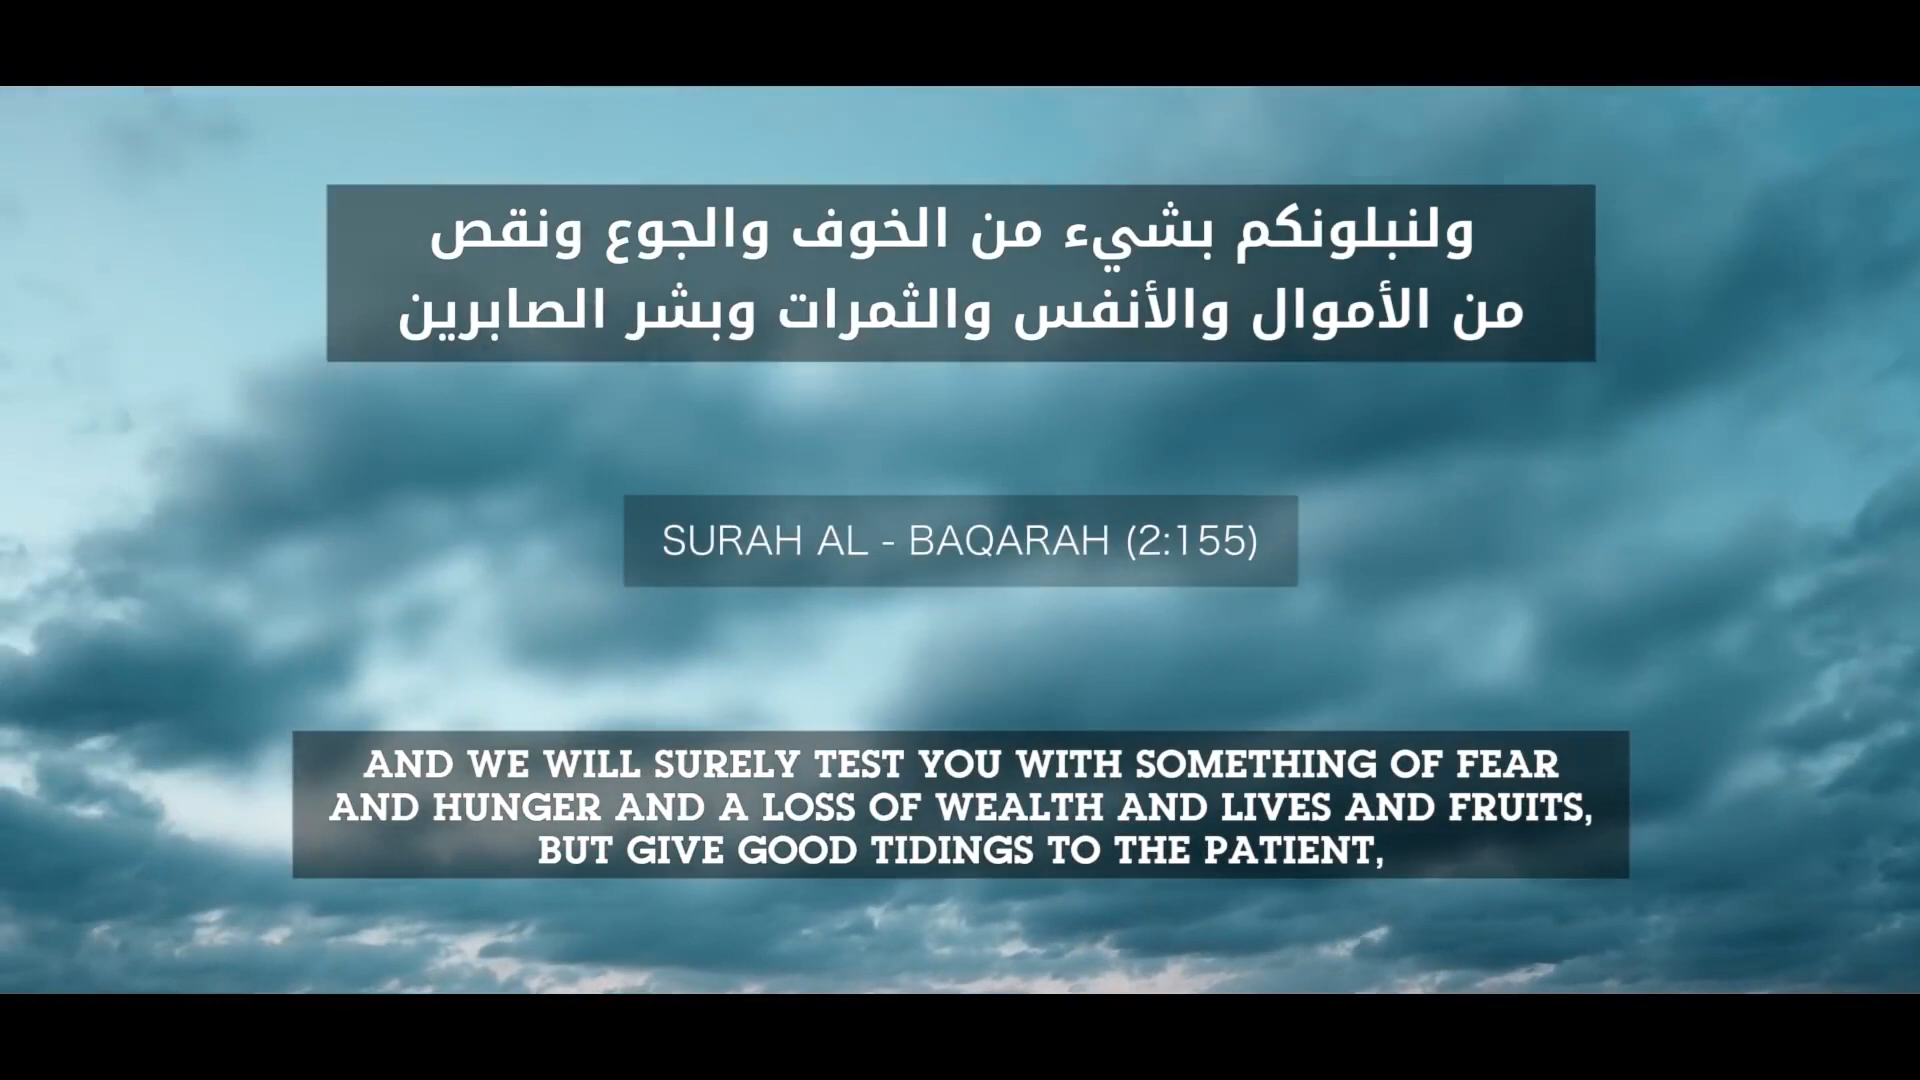 ولنبلونكم بشيء من الخوف والجوع ونقص
من الأموال والأنفس والثمرات وبشر الصابرين
SURAH AL - BAQARAH (2:155)
AND WE WILL SURELY TEST YOU WITH SOMETHING OF FEAR
AND HUNGER AND A LOSS OF WEALTH AND LIVES AND FRUITS,
BUT GIVE GOOD TIDINGS TO THE PATIENT,